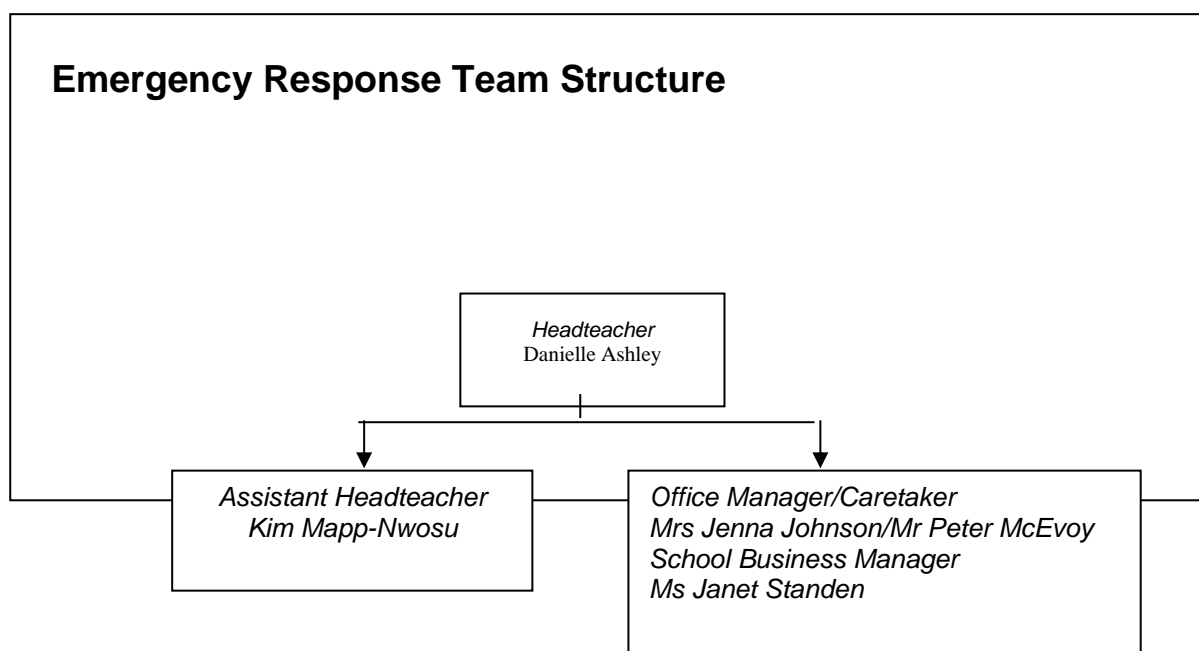 Emergency Response Team Structure
Headteacher
Danielle Ashley
Assistant Headteacher
Kim Mapp-Nwosu
Office Manager/Caretaker
Mrs Jenna Johnson/Mr Peter McEvoy
School Business Manager
Ms Janet Standen